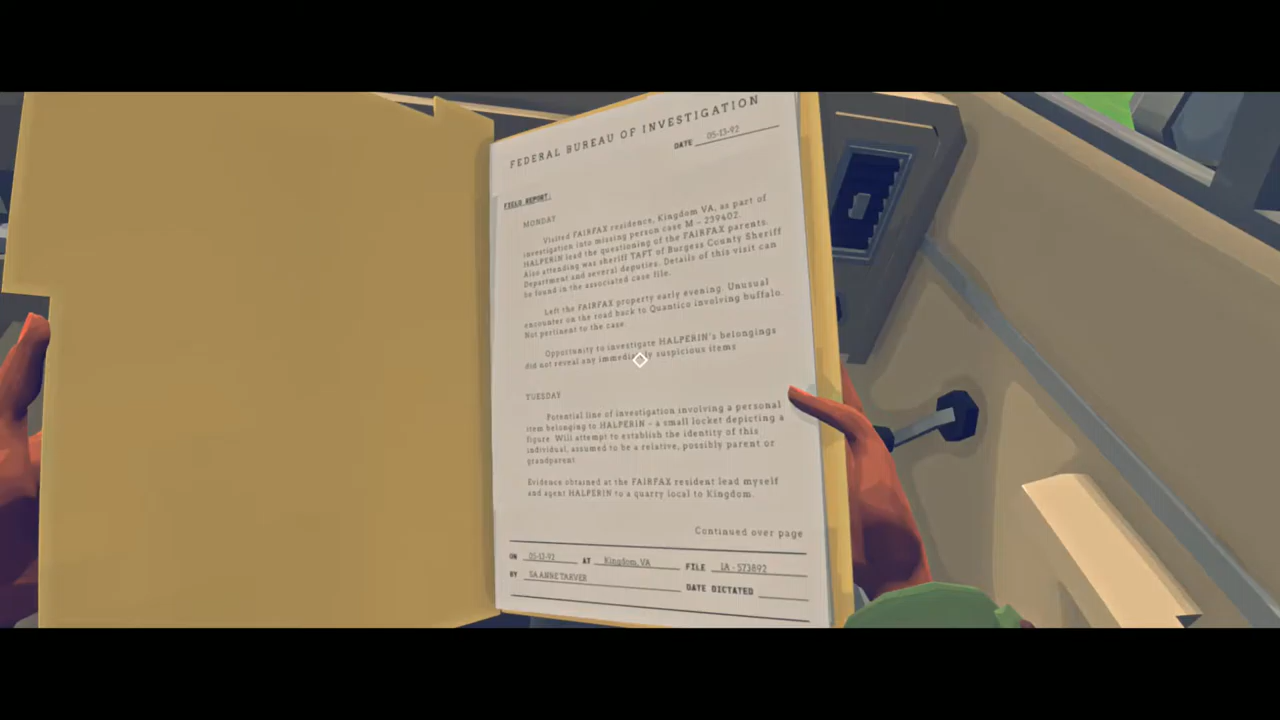 FEDERAL BUREAU OF INVESTIGATION
DATE 05-13-92
FIELD REPORT:
MONDAY
Visited FAIRFAX residence, Kingdom VA, as part of
investigation into missing person case M - 239402.
HALPERIN lead the questioning of the FAIRFAX parents.
Also attending was sheriff TAFT of Burgess County Sheriff
Department and several deputies. Details of this visit can
be found in the associated case file.
Left the FAIRFAX property early evening. Unusual
encounter on the road back to Quantico involving buffalo.
Not pertinent to the case.
Opportunity to investigate HALPERIN's belongings
did not reveal any immediately suspicious items
TUESDAY
Potential line of investigation involving a personal
item belonging to HALPERIN - a small locket depicting a
figure. Will attempt to establish the identity of this
individual, assumed to be a relative, possibly parent or
grandparent
Evidence obtained at the FAIRFAX resident lead myself
and agent HALPERIN to a quarry local to Kingdom.
Continued over page
ON 05-13-92 AT Kingdom, VA FILE IA - 573892
BY SA ANNE TARVER DATE DICTATED